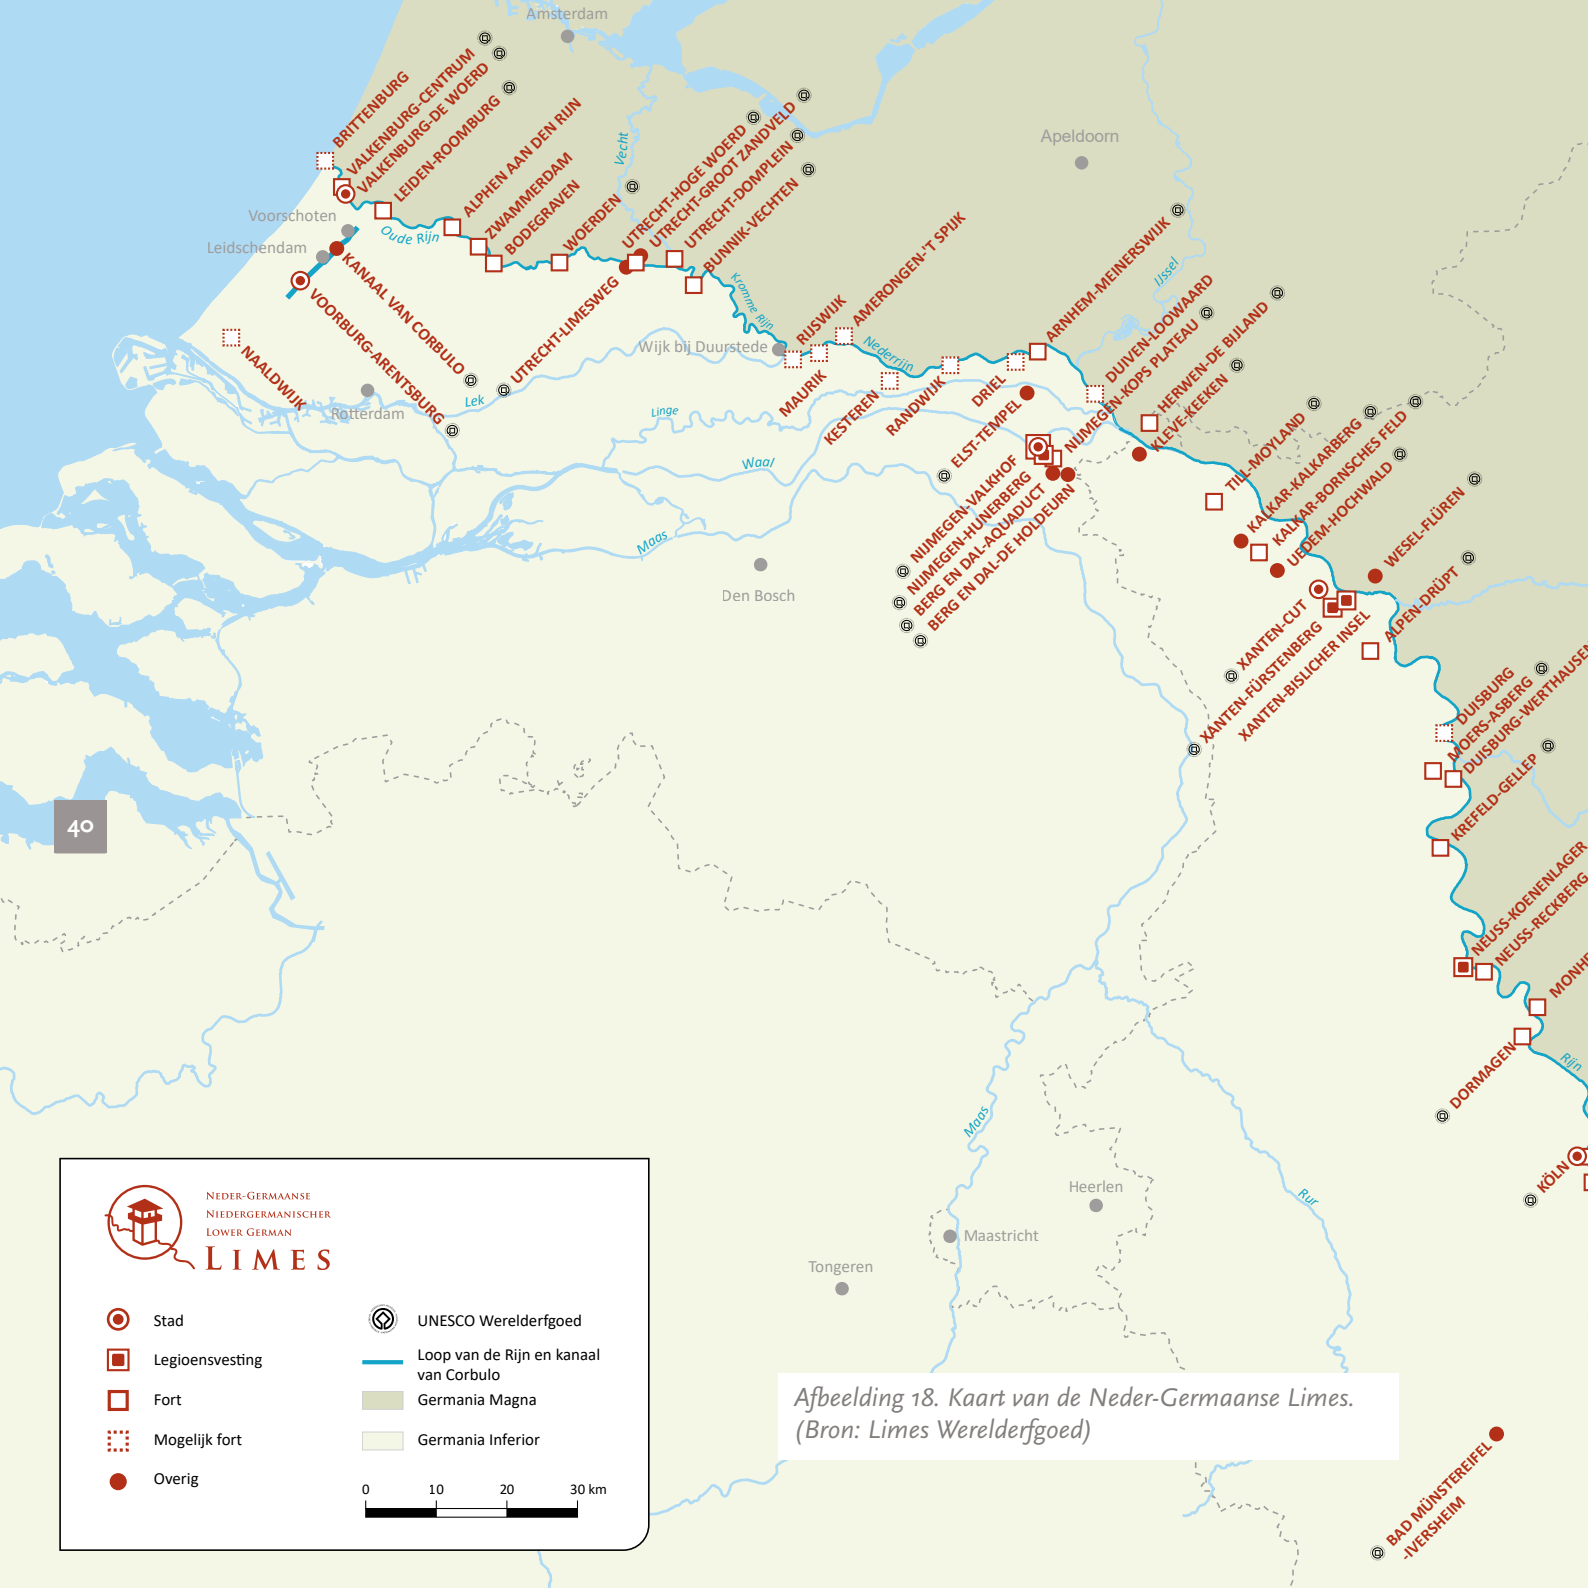 Amsterdam
BRITTENBURG
VALKENBURG-CENTRUM
VALKENBURG-DE WOERD
LEIDEN-ROOMBURG
ALPHEN AAN DEN RIJN
ZWAMMERDAM
BODEGRAVEN
WOERDEN
Vecht
UTRECHT-HOGE WOERD
UTRECHT-GROOT ZANDVELD
UTRECHT-DOMPLEIN
BUNNIK-VECHTEN
Apeldoorn
Voorschoten
Leidschendam
Oude Rijn
KANAAL VAN CORBULO
VOORBURG-ARENTSBURG
NAALDWIJK
Rotterdam
UTRECHT-LIMESWEG
Kromme Rijn
Wijk bij Duurstede
RIJSWIJK
AMERONGEN-'T SPIJK
MAURIK
Nederrijn
KESTEREN
RANDWIJK
DRIEL
ARNHEM-MEINERSWIJK
IJssel
DUIVEN-LOOWAARD
NIJMEGEN-KOPS PLATEAU
HERWEN-DE BIJLAND
KLEVE-KEEKEN
Lek
Linge
Waal
Maas
ELST-TEMPEL
NIJMEGEN-VALKHOF
NIJMEGEN-HUNERBERG
BERG EN DAL-AQUADUCT
BERG EN DAL-DE HOLDEURN
Den Bosch
TILL-MOYLAND
KALKAR-KALKARBERG
KALKAR-BORNSCHES FELD
UEDEM-HOCHWALD
WESEL-FLÜREN
ALPEN-DRÜPT
XANTEN-CUT
XANTEN-FÜRSTENBERG
XANTEN-BISLICHER INSEL
DUISBURG
MOERS-ASBERG
DUISBURG-WERTHAUSEN
KREFELD-GELLEP
40
NEUSS-KOENENLAGER
NEUSS-RECKBERG
MONHE
DORMAGEN
Rijn
KÖLN
Maas
Rur
Heerlen
Maastricht
Tongeren
NEDER-GERMAANSE
NIEDERGERMANISCHER
LOWER GERMAN
LIMES
Stad
Legioensvesting
Fort
Mogelijk fort
Overig
UNESCO Werelderfgoed
Loop van de Rijn en kanaal
van Corbulo
Germania Magna
Germania Inferior
0 10 20 30 km
Afbeelding 18. Kaart van de Neder-Germaanse Limes.
(Bron: Limes Werelderfgoed)
BAD MÜNSTEREIFEL
-IVERSHEIM